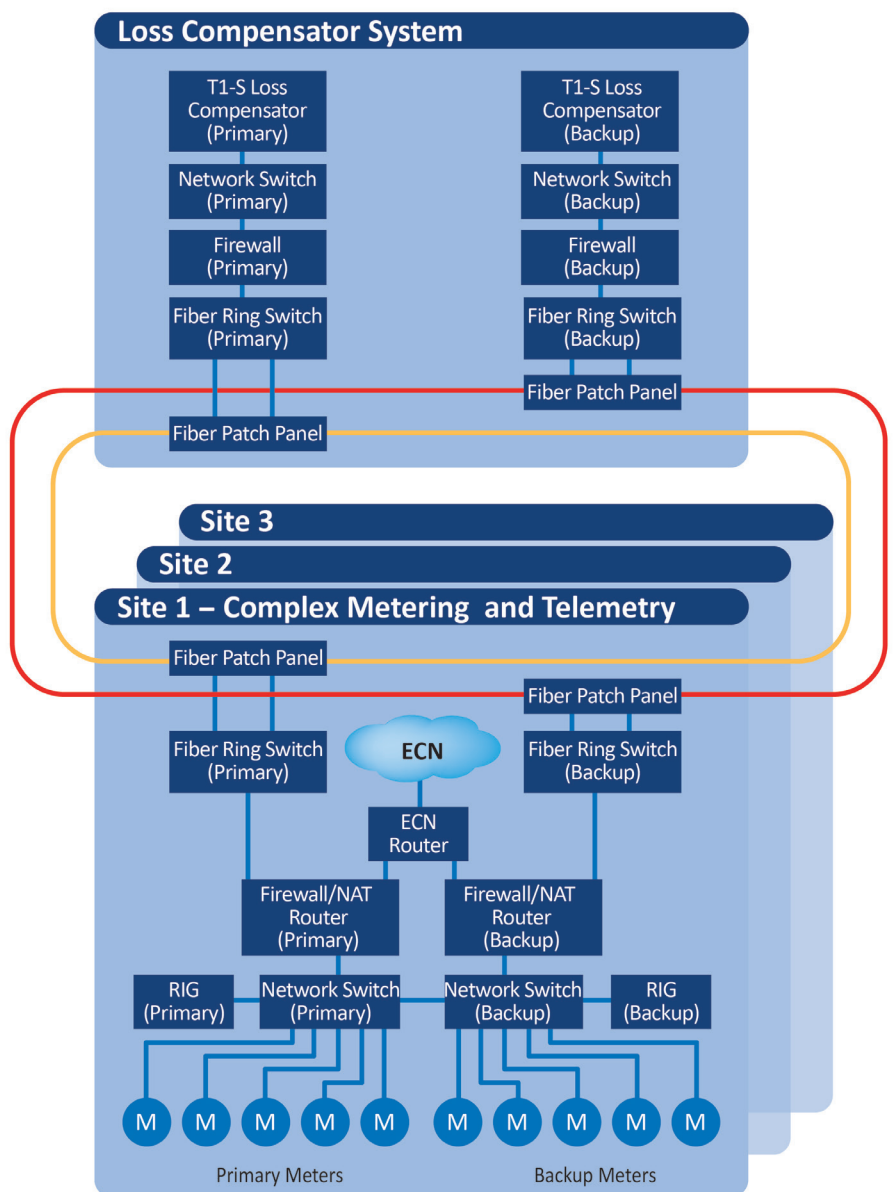 Loss Compensator System
T1-S Loss
Compensator
(Primary)
T1-S Loss
Compensator
(Backup)
Network Switch
(Primary)
Network Switch
(Backup)
Firewall
(Primary)
Firewall
(Backup)
Fiber Ring Switch
(Primary)
Fiber Ring Switch
(Backup)
Fiber Patch Panel
Fiber Patch Panel
Site 3
Site 2
Site 1 – Complex Metering and Telemetry
Fiber Patch Panel
Fiber Patch Panel
Fiber Ring Switch
(Primary)
ECN
Fiber Ring Switch
(Backup)
ECN
Router
Firewall/NAT
Router
(Primary)
Firewall/NAT
Router
(Backup)
RIG
(Primary)
Network Switch
(Primary)
Network Switch
(Backup)
RIG
(Backup)
M M M M M M M M M M
Primary Meters
Backup Meters